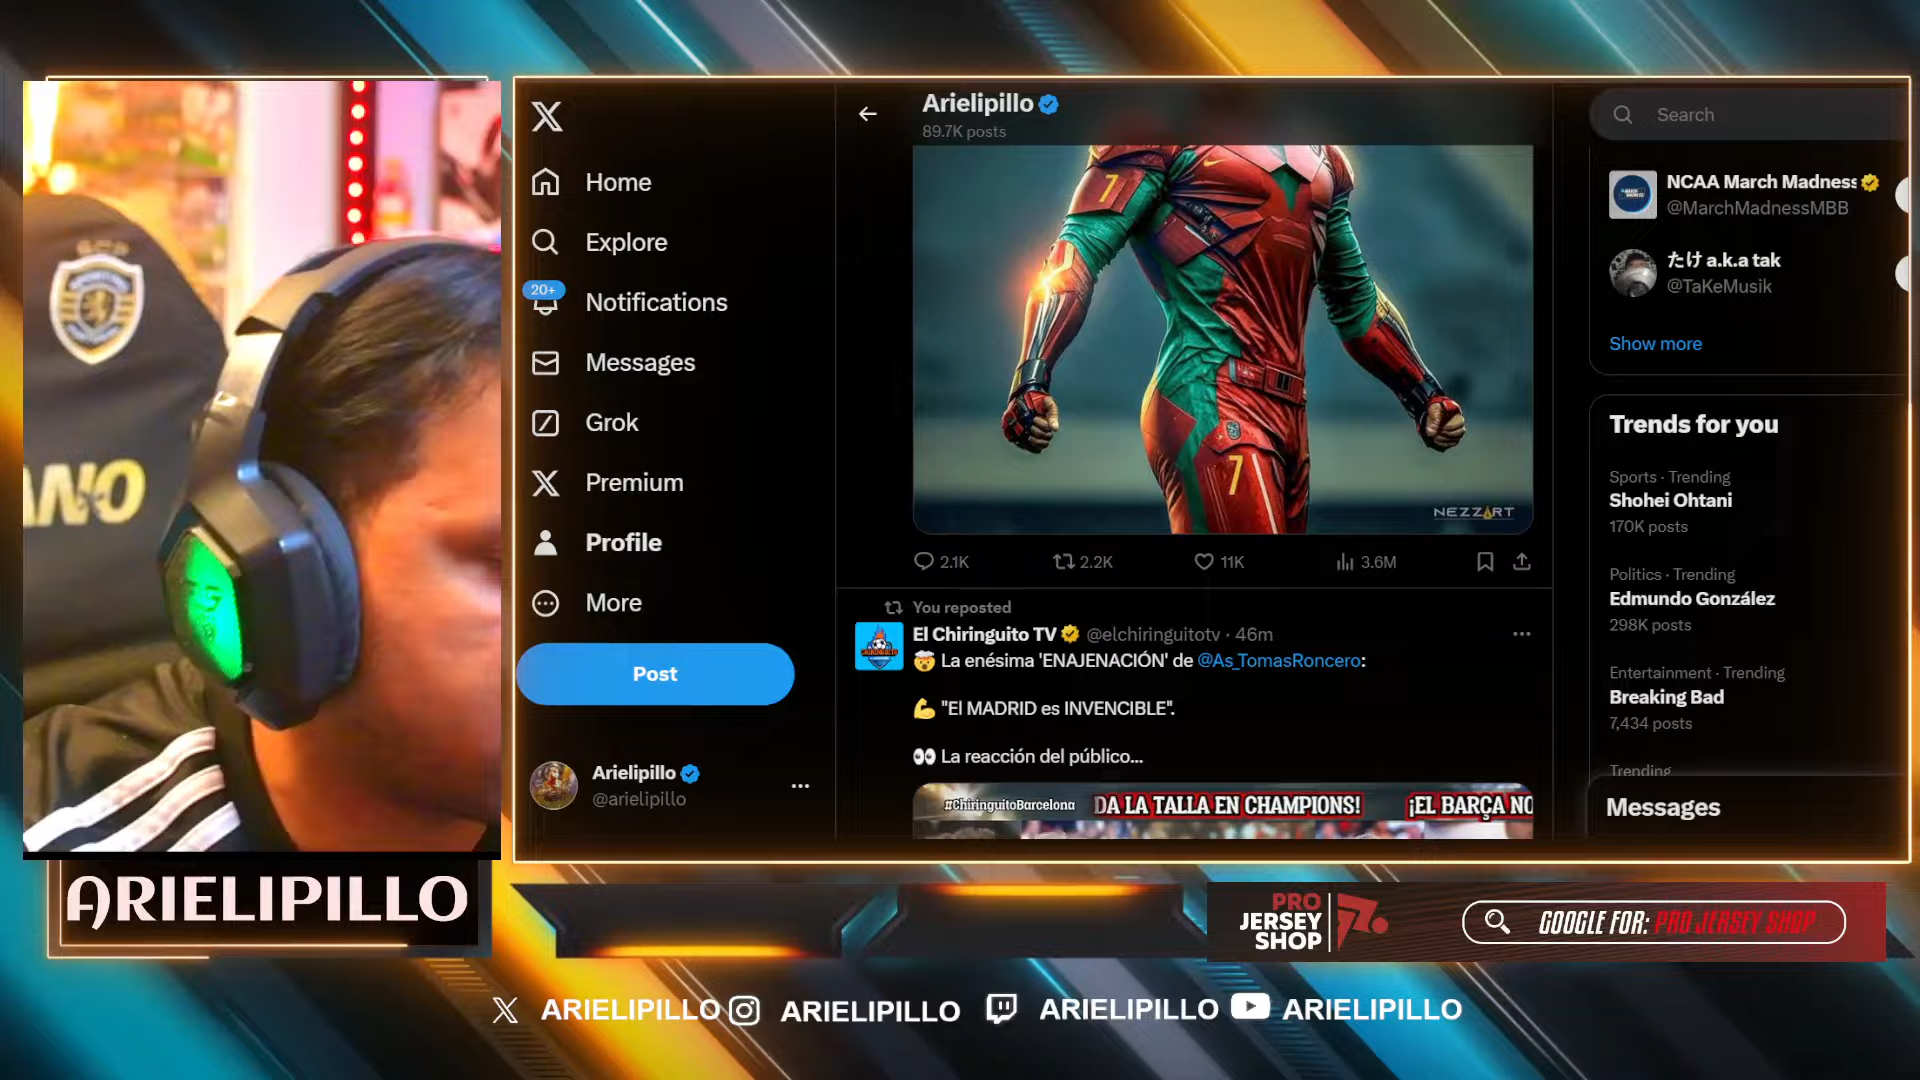 SCP
SPORTING
ANO
ARIELIPILLO
X
Home
Explore
20+
Notifications
Messages
Grok
Premium
Profile
More
Post
Arielipillo
@arielipillo
Arielipillo
89.7K posts
7
7
NEZZART
2.1K
2.2K
11K
3.6M
You reposted
El Chiringuito TV @elchiringuitotv · 46m
🤯 La enésima 'ENAJENACIÓN' de @As_TomasRoncero:
💪 "El MADRID es INVENCIBLE".
👀 La reacción del público...
#ChiringuitoBarcelona DA LA TALLA EN CHAMPIONS! ¡EL BARÇA NO
Search
NCAA March Madness
@MarchMadnessMBB
たけ a.k.a tak
@TaKeMusik
Show more
Trends for you
Sports · Trending
Shohei Ohtani
170K posts
Politics · Trending
Edmundo González
298K posts
Entertainment · Trending
Breaking Bad
7,434 posts
Trending
Messages
PRO
JERSEY
SHOP
GOOGLE FOR: PRO JERSEY SHOP
ARIELIPILLO ARIELIPILLO ARIELIPILLO ARIELIPILLO